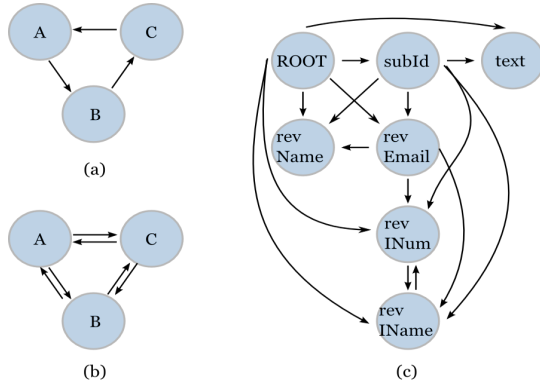 A
C
B
(a)
A
C
B
(b)
ROOT
subId
text
rev
Name
rev
Email
rev
INum
rev
IName
(c)